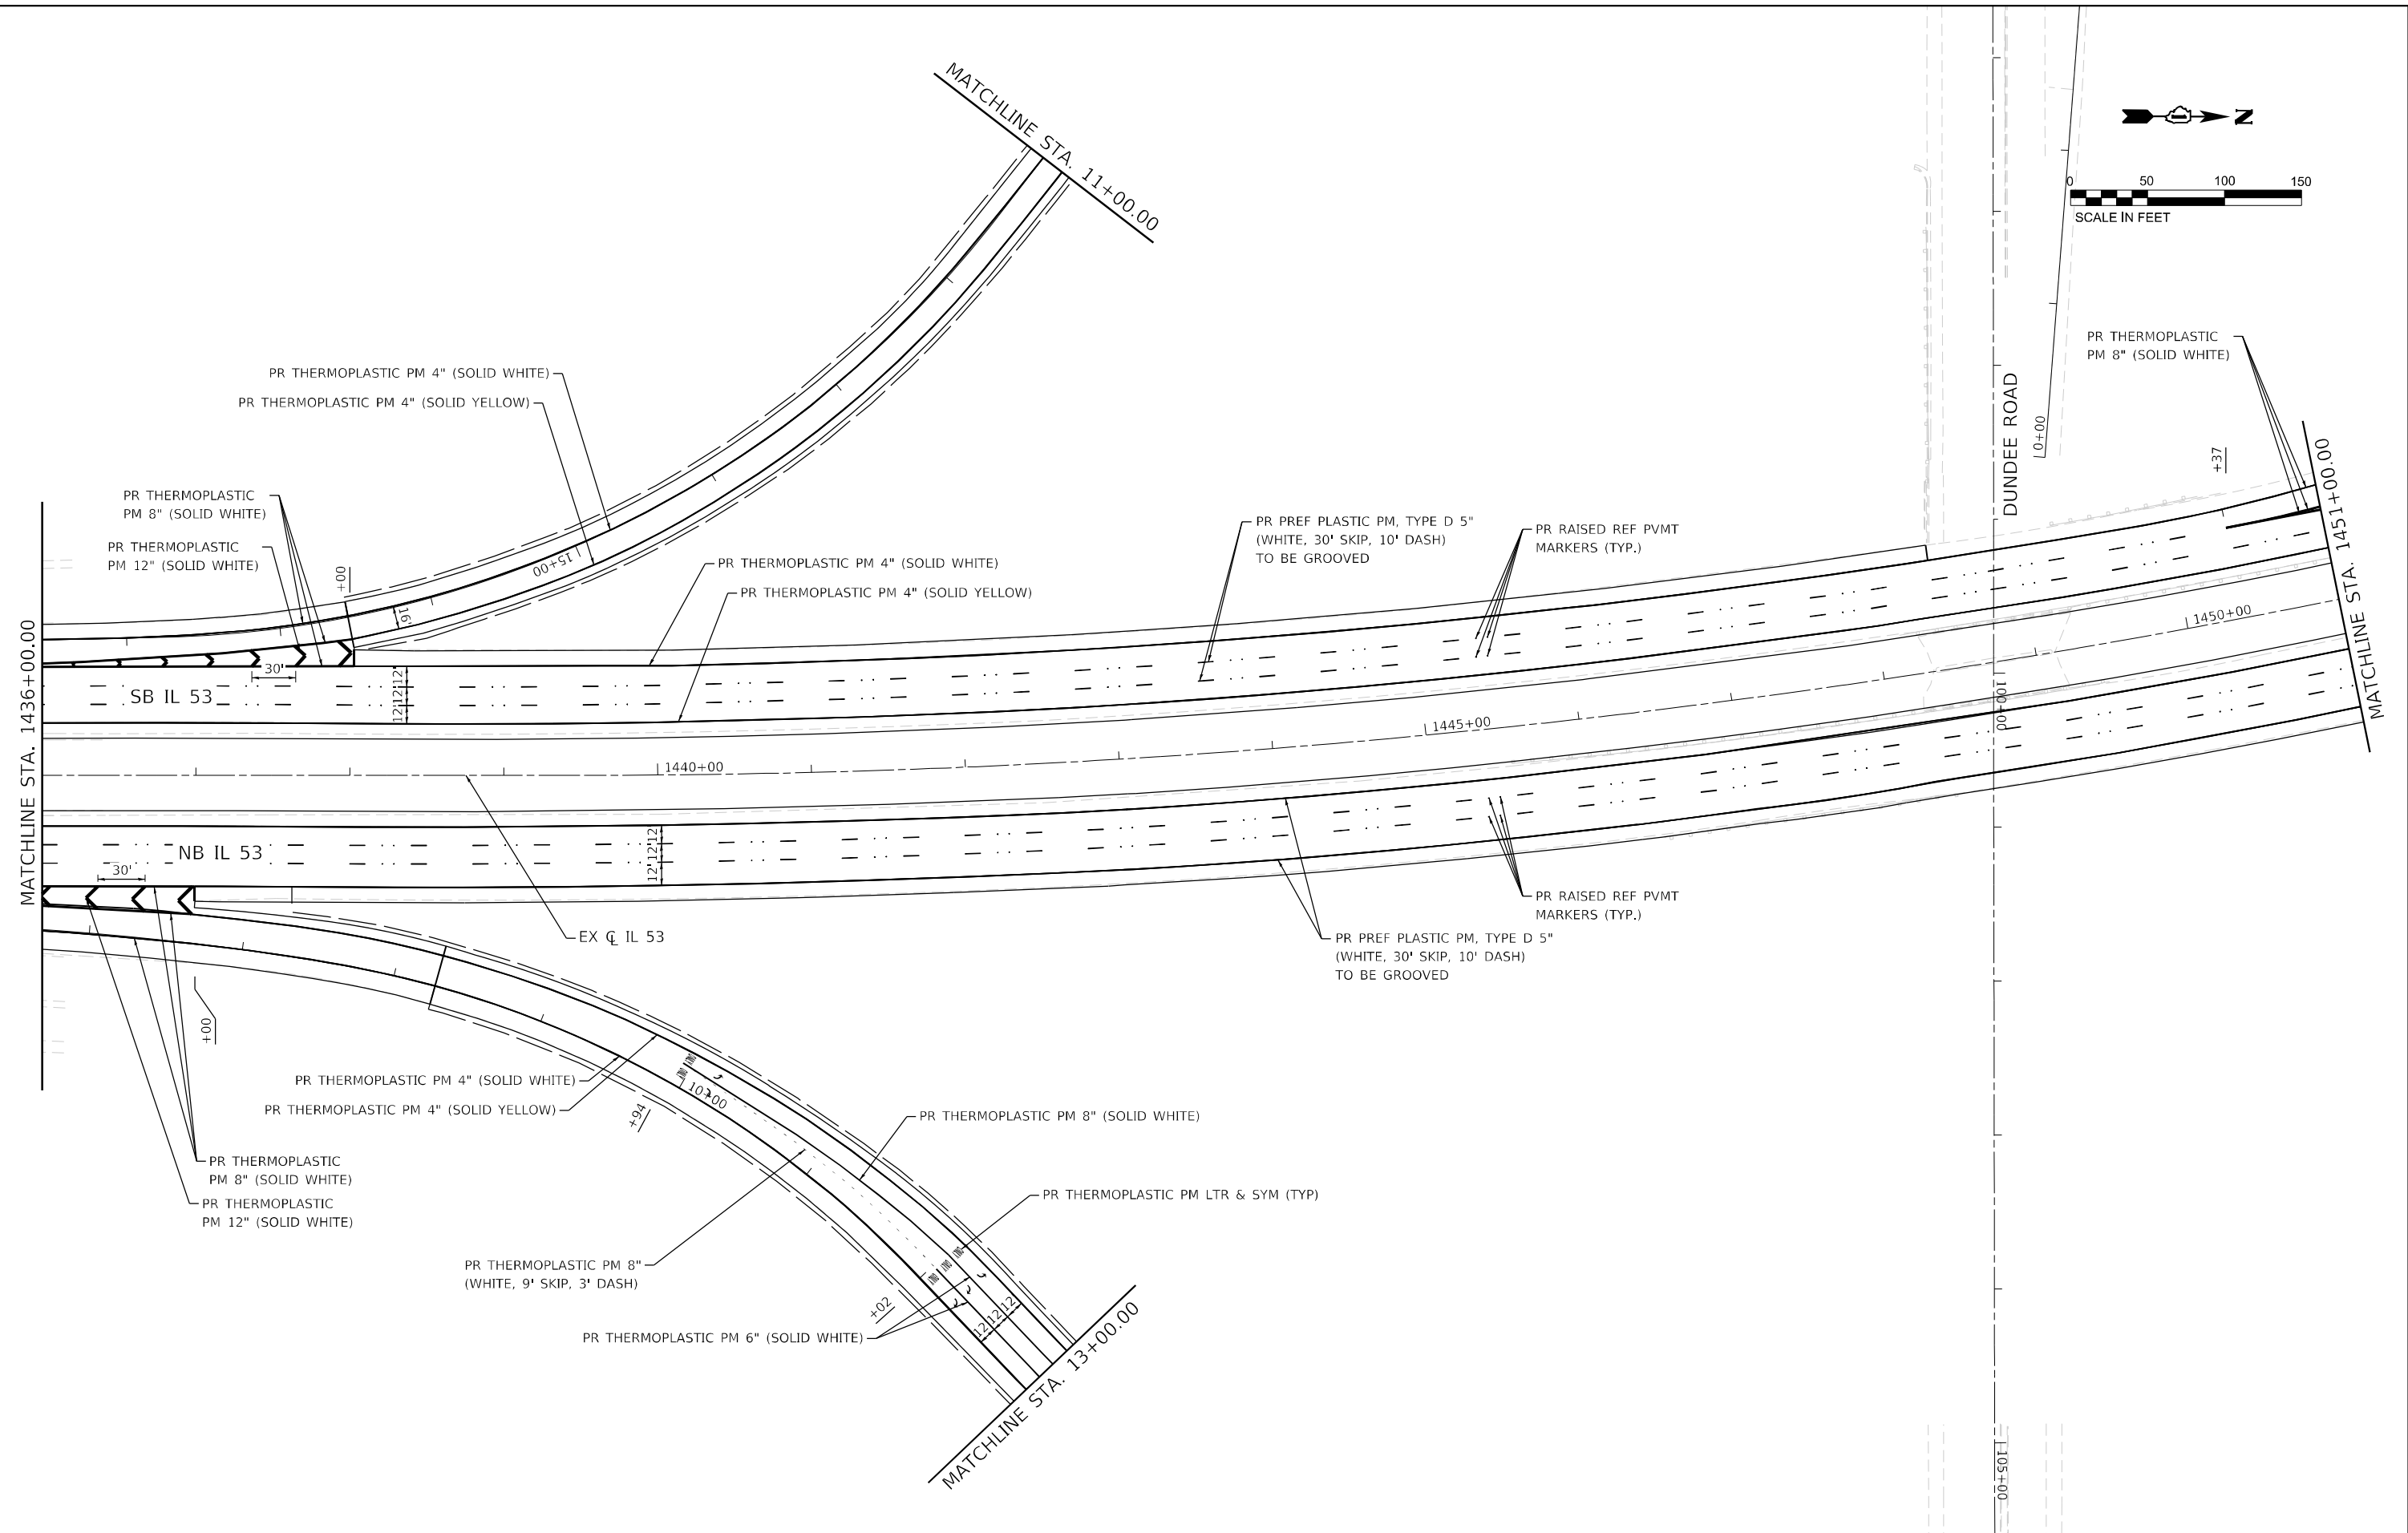 MATCHLINE STA. 11+00.00
N
0 50 100 150
SCALE IN FEET
PR THERMOPLASTIC PM 4" (SOLID WHITE)
PR THERMOPLASTIC PM 4" (SOLID YELLOW)
PR THERMOPLASTIC
PM 8" (SOLID WHITE)
DUNDEE ROAD
10+00
+37
MATCHLINE STA. 1451+00.00
PR THERMOPLASTIC
PM 8" (SOLID WHITE)
PR THERMOPLASTIC
PM 12" (SOLID WHITE)
+00
15+00
16'
PR THERMOPLASTIC PM 4" (SOLID WHITE)
PR THERMOPLASTIC PM 4" (SOLID YELLOW)
PR PREF PLASTIC PM, TYPE D 5"
(WHITE, 30' SKIP, 10' DASH)
TO BE GROOVED
PR RAISED REF PVMT
MARKERS (TYP.)
MATCHLINE STA. 1436+00.00
30'
SB IL 53
12'
12'
12'
1450+00
100+00
1445+00
1440+00
NB IL 53
12'
12'
12'
30'
EX CL IL 53
PR RAISED REF PVMT
MARKERS (TYP.)
PR PREF PLASTIC PM, TYPE D 5"
(WHITE, 30' SKIP, 10' DASH)
TO BE GROOVED
+00
PR THERMOPLASTIC PM 4" (SOLID WHITE)
PR THERMOPLASTIC PM 4" (SOLID YELLOW)
10+00
+94
PR THERMOPLASTIC PM 8" (SOLID WHITE)
PR THERMOPLASTIC
PM 8" (SOLID WHITE)
PR THERMOPLASTIC
PM 12" (SOLID WHITE)
PR THERMOPLASTIC PM LTR & SYM (TYP)
PR THERMOPLASTIC PM 8"
(WHITE, 9' SKIP, 3' DASH)
ONLY
ONLY
ONLY
ONLY
ONLY
+02
12
12
12
PR THERMOPLASTIC PM 6" (SOLID WHITE)
MATCHLINE STA. 13+00.00
105+00